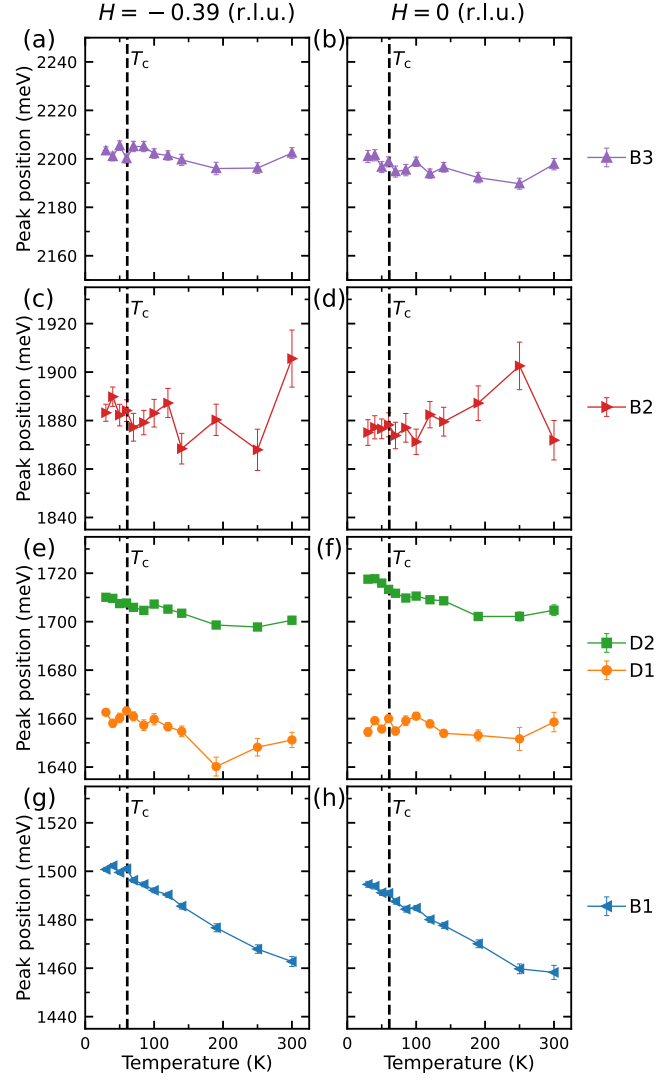 H = −0.39 (r.l.u.)
H = 0 (r.l.u.)
(a)
(b)
2240
2220
2200
2180
2160
Peak position (meV)
Tc
Tc
B3
(c)
(d)
1920
1900
1880
1860
1840
Peak position (meV)
Tc
Tc
B2
(e)
(f)
1720
1700
1680
1660
1640
Peak position (meV)
Tc
Tc
D2
D1
(g)
(h)
1520
1500
1480
1460
1440
Peak position (meV)
Tc
Tc
B1
0 100 200 300
0 100 200 300
Temperature (K)
Temperature (K)